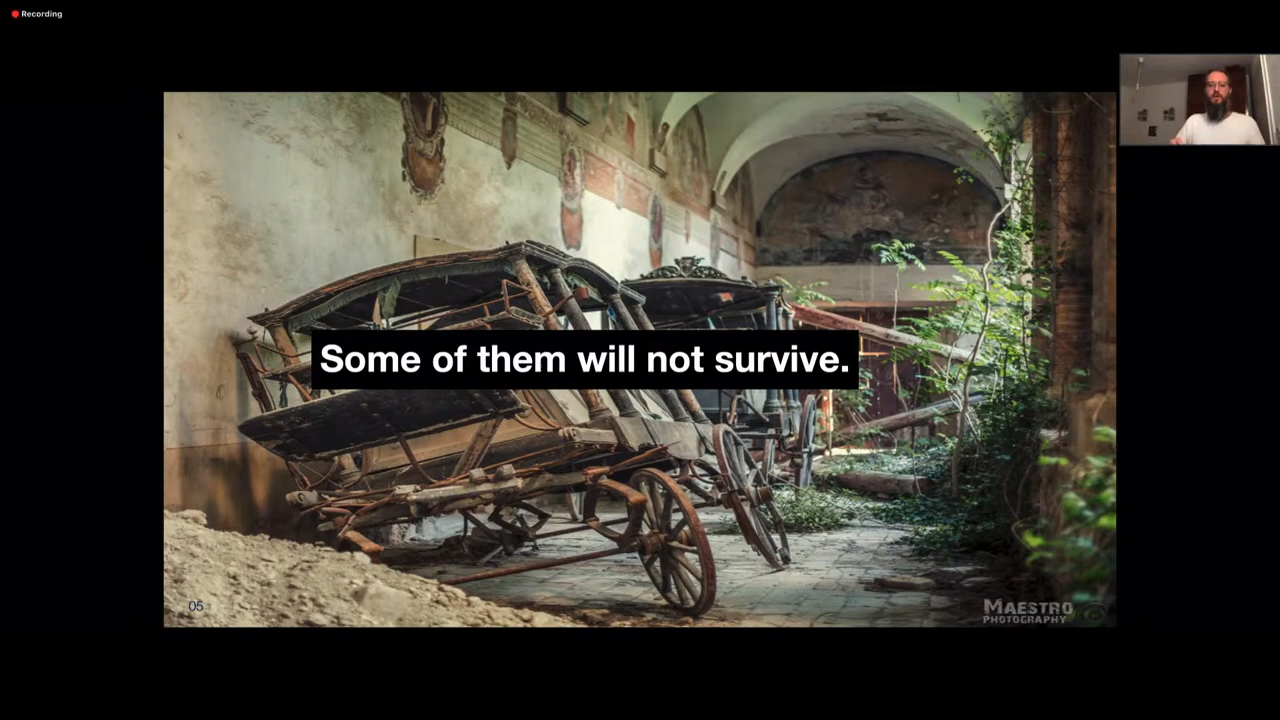 Recording
Some of them will not survive.
05
MAESTRO
PHOTOGRAPHY